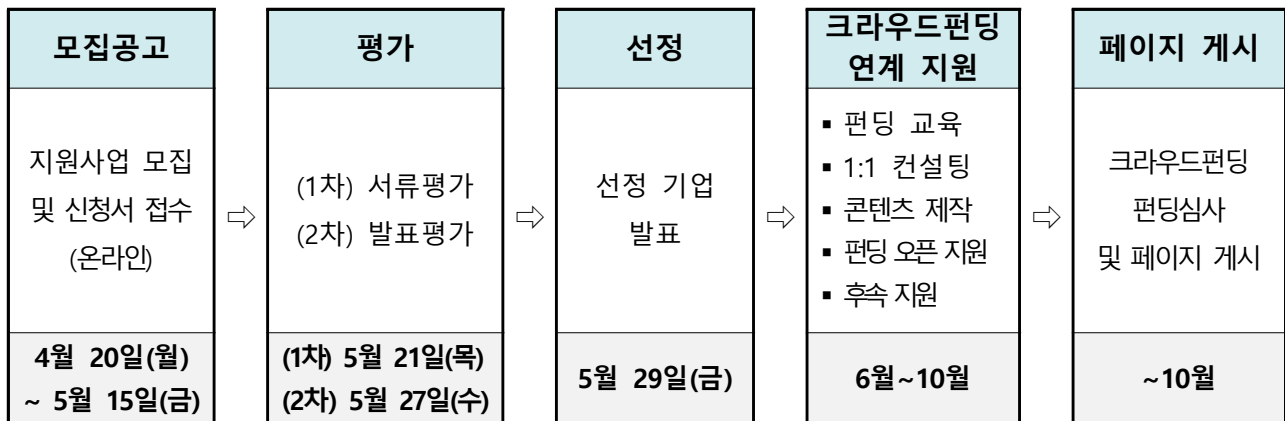 모집공고
지원사업 모집
및 신청서 접수
(온라인)
4월 20일(월)
~ 5월 15일(금)
⇨
평가
(1차) 서류평가
(2차) 발표평가
(1차) 5월 21일(목)
(2차) 5월 27일(수)
⇨
선정
선정 기업
발표
5월 29일(금)
⇨
크라우드펀딩
연계 지원
▪ 펀딩 교육
▪ 1:1 컨설팅
▪ 콘텐츠 제작
▪ 펀딩 오픈 지원
▪ 후속 지원
6월~10월
⇨
페이지 게시
크라우드펀딩
펀딩심사
및 페이지 게시
~10월